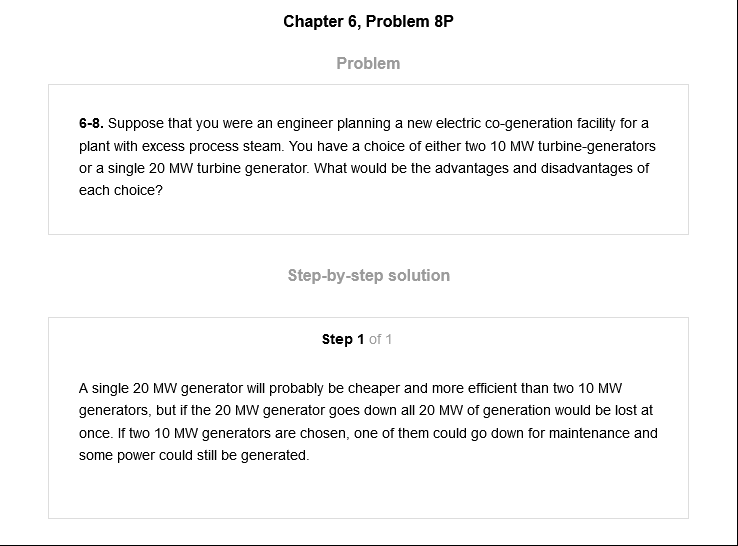 Chapter 6, Problem 8P
Problem
6-8. Suppose that you were an engineer planning a new electric co-generation facility for a
plant with excess process steam. You have a choice of either two 10 MW turbine-generators
or a single 20 MW turbine generator. What would be the advantages and disadvantages of
each choice?
Step-by-step solution
Step 1 of 1
A single 20 MW generator will probably be cheaper and more efficient than two 10 MW
generators, but if the 20 MW generator goes down all 20 MW of generation would be lost at
once. If two 10 MW generators are chosen, one of them could go down for maintenance and
some power could still be generated.